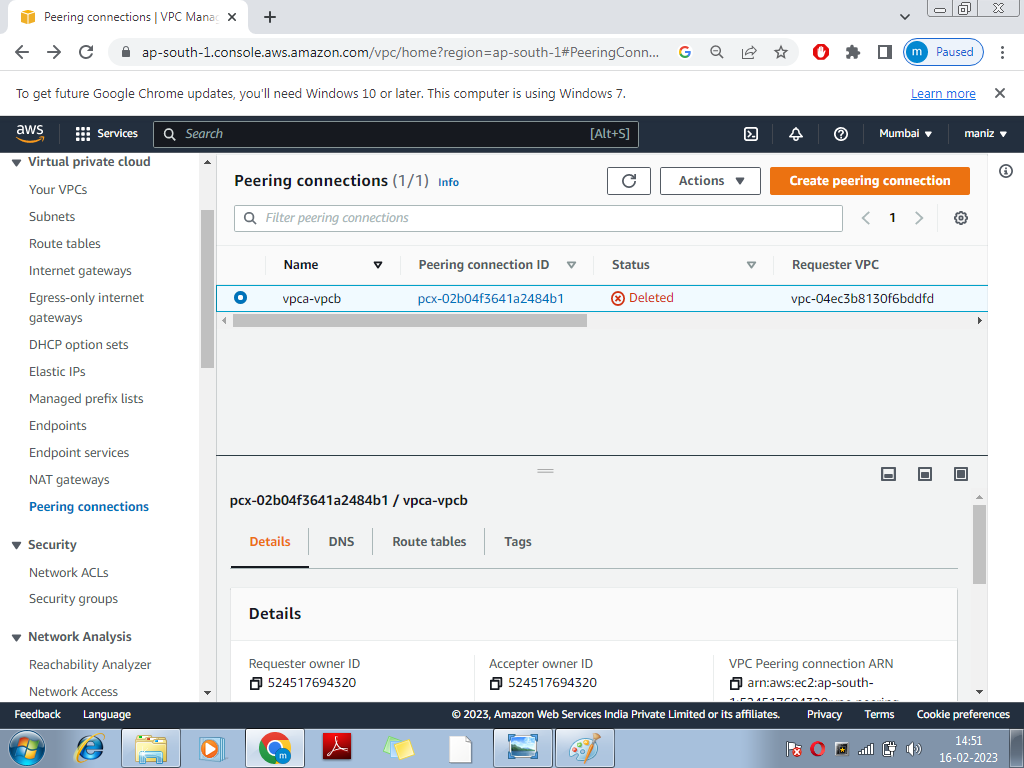 Peering connections | VPC Mana
ap-south-1.console.aws.amazon.com/vpc/home?region=ap-south-1#PeeringConn...
m Paused
To get future Google Chrome updates, you'll need Windows 10 or later. This computer is using Windows 7.
Learn more
aws
Services
Search
[Alt+S]
Mumbai
maniz
Virtual private cloud
Your VPCs
Subnets
Route tables
Internet gateways
Egress-only internet
gateways
DHCP option sets
Elastic IPs
Managed prefix lists
Endpoints
Endpoint services
NAT gateways
Peering connections
Security
Network ACLs
Security groups
Network Analysis
Reachability Analyzer
Network Access
Peering connections (1/1) Info
Actions
Create peering connection
Filter peering connections
1
Name Peering connection ID Status Requester VPC
vpca-vpcb pcx-02b04f3641a2484b1 Deleted vpc-04ec3b8130f6bddfd
pcx-02b04f3641a2484b1 / vpca-vpcb
Details DNS Route tables Tags
Details
Requester owner ID
524517694320
Accepter owner ID
524517694320
VPC Peering connection ARN
arn:aws:ec2:ap-south-
1:524517694320:vpc-peering-
Feedback Language
© 2023, Amazon Web Services India Private Limited or its affiliates.
Privacy Terms Cookie preferences
m
14:51
16-02-2023